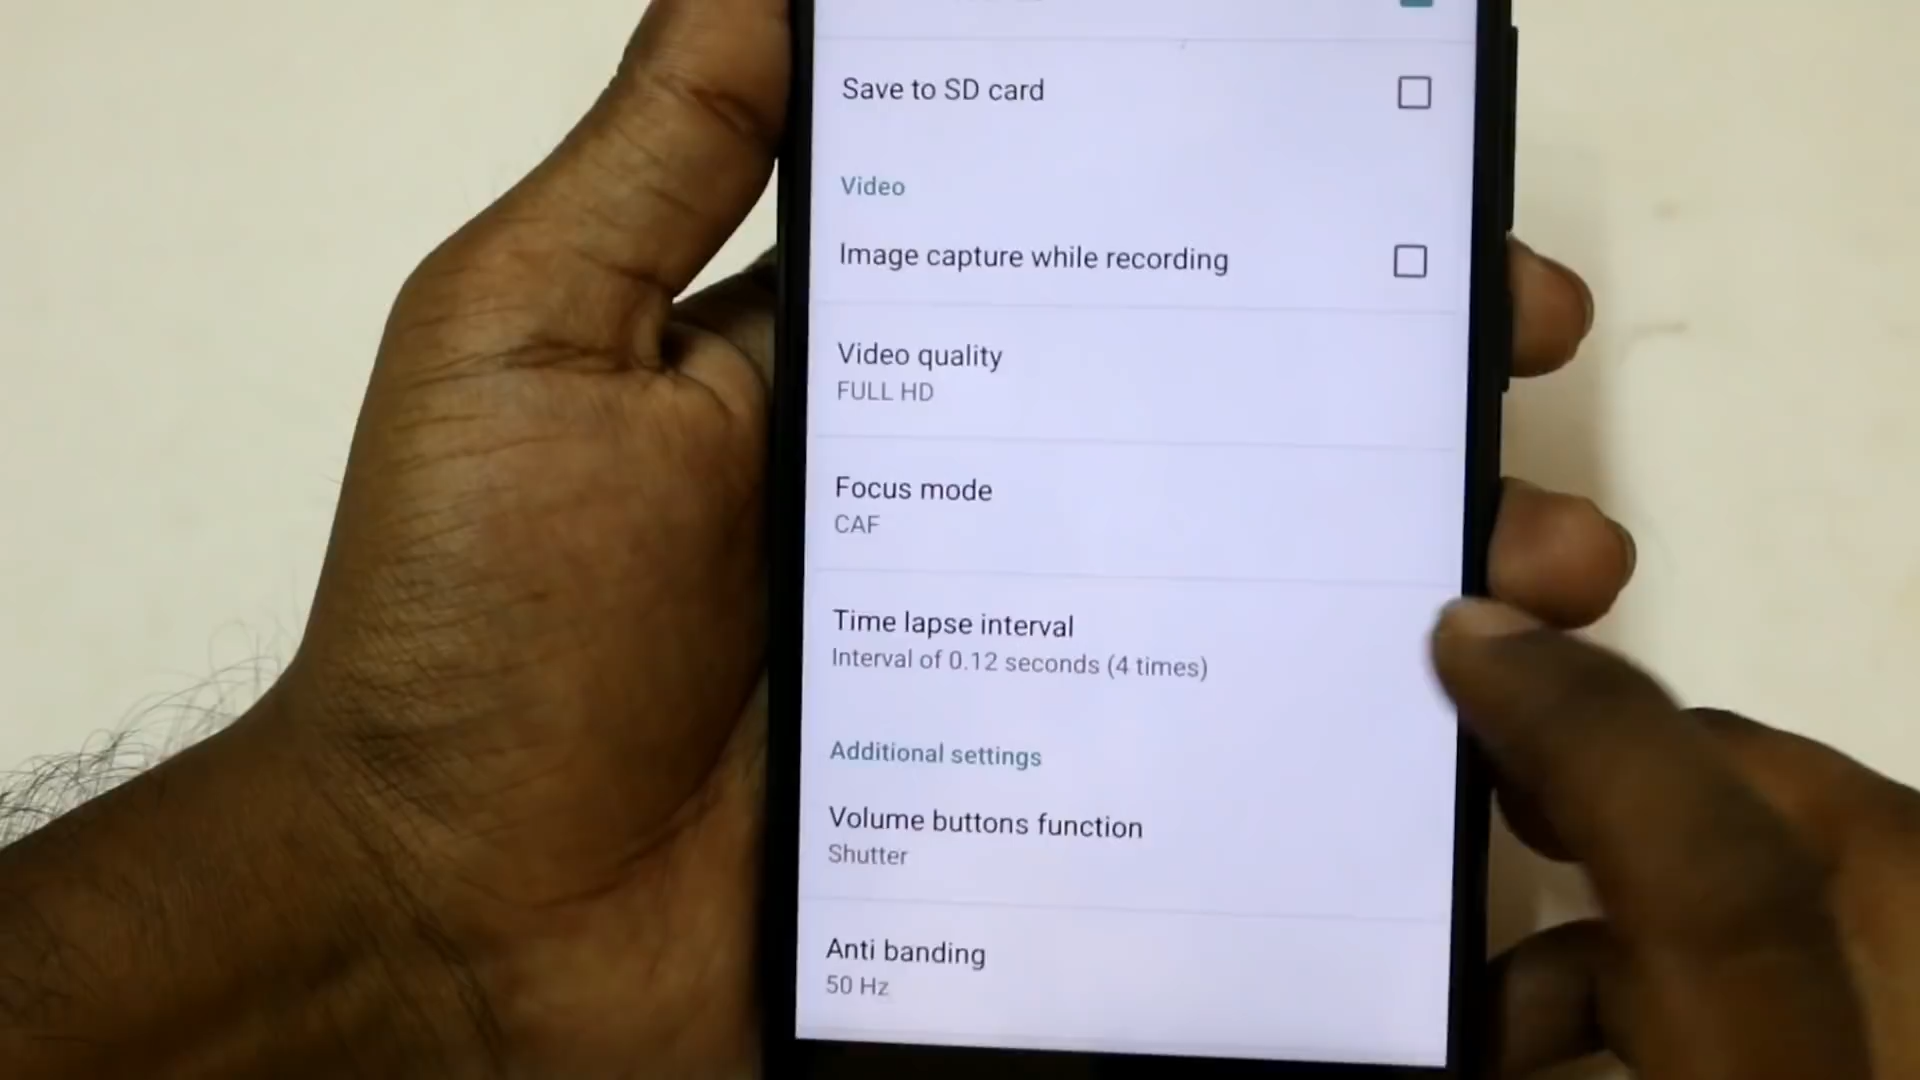 Save to SD card
Video
Image capture while recording
Video quality
FULL HD
Focus mode
CAF
Time lapse interval
Interval of 0.12 seconds (4 times)
Additional settings
Volume buttons function
Shutter
Anti banding
50 Hz